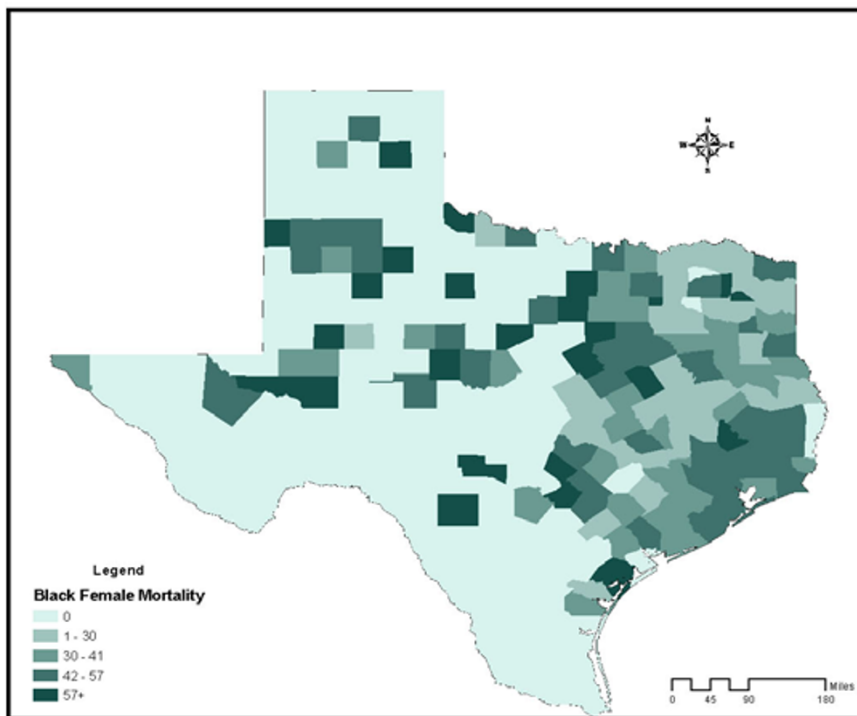 N
W E
S
Legend
Black Female Mortality
0
1 - 30
30 - 41
42 - 57
57+
Miles
0 45 90 180